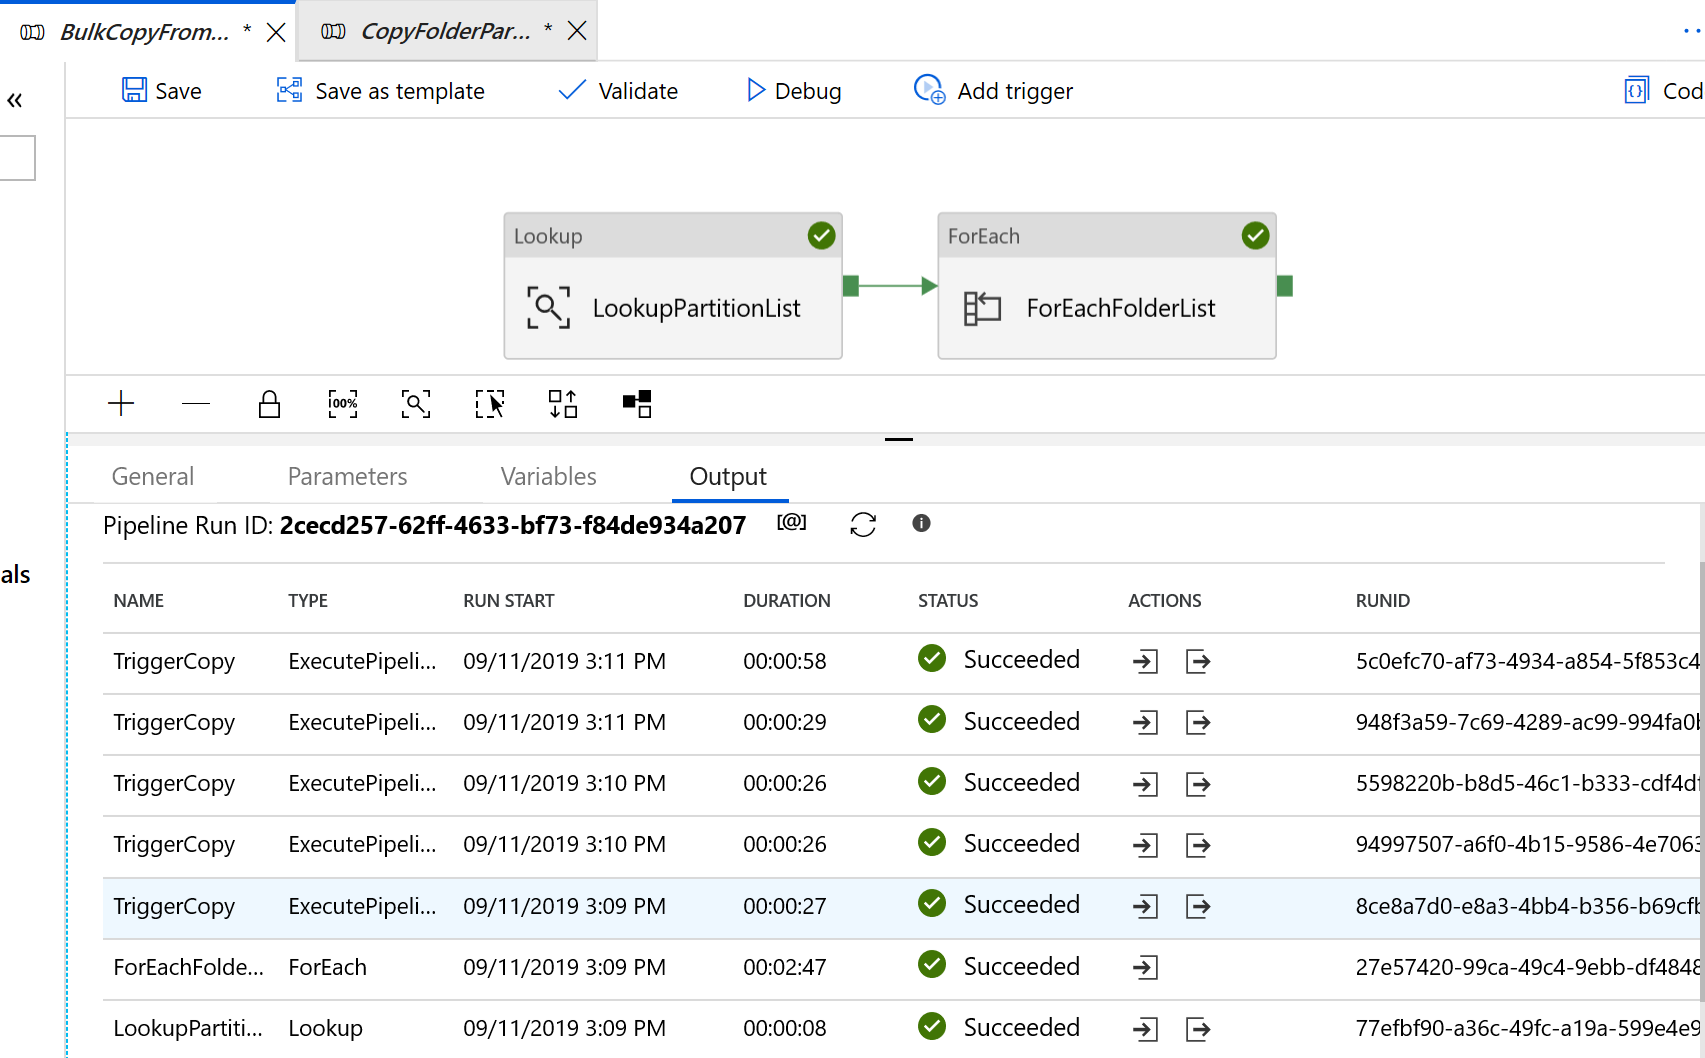 BulkCopyFrom... * CopyFolderPar... *
Save Save as template Validate Debug Add trigger Cod
Lookup
LookupPartitionList
ForEach
ForEachFolderList
100%
General Parameters Variables Output
Pipeline Run ID: 2cecd257-62ff-4633-bf73-f84de934a207 [@]
als
NAME TYPE RUN START DURATION STATUS ACTIONS RUNID
TriggerCopy ExecutePipeli... 09/11/2019 3:11 PM 00:00:58 Succeeded 5c0efc70-af73-4934-a854-5f853c4
TriggerCopy ExecutePipeli... 09/11/2019 3:11 PM 00:00:29 Succeeded 948f3a59-7c69-4289-ac99-994fa0b
TriggerCopy ExecutePipeli... 09/11/2019 3:10 PM 00:00:26 Succeeded 5598220b-b8d5-46c1-b333-cdf4df
TriggerCopy ExecutePipeli... 09/11/2019 3:10 PM 00:00:26 Succeeded 94997507-a6f0-4b15-9586-4e7063
TriggerCopy ExecutePipeli... 09/11/2019 3:09 PM 00:00:27 Succeeded 8ce8a7d0-e8a3-4bb4-b356-b69cfb
ForEachFolde... ForEach 09/11/2019 3:09 PM 00:02:47 Succeeded 27e57420-99ca-49c4-9ebb-df4848
LookupPartiti... Lookup 09/11/2019 3:09 PM 00:00:08 Succeeded 77efbf90-a36c-49fc-a19a-599e4e9